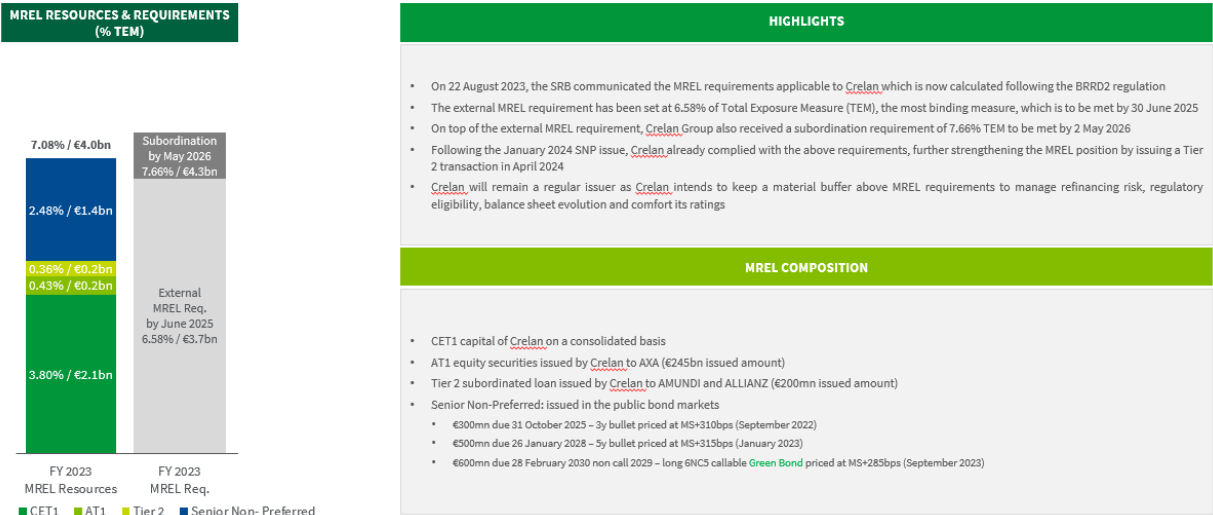 MREL RESOURCES & REQUIREMENTS
(% TEM)
7.08% / €4.0bn
2.48% / €1.4bn
0.36% / €0.2bn
0.43% / €0.2bn
3.80% / €2.1bn
Subordination
by May 2026
7.66% / €4.3bn
External
MREL Req.
by June 2025
6.58% / €3.7bn
FY 2023
MREL Resources
FY 2023
MREL Req.
CET1 AT1 Tier 2 Senior Non- Preferred
HIGHLIGHTS
• On 22 August 2023, the SRB communicated the MREL requirements applicable to Crelan which is now calculated following the BRRD2 regulation
• The external MREL requirement has been set at 6.58% of Total Exposure Measure (TEM), the most binding measure, which is to be met by 30 June 2025
• On top of the external MREL requirement, Crelan Group also received a subordination requirement of 7.66% TEM to be met by 2 May 2026
• Following the January 2024 SNP issue, Crelan already complied with the above requirements, further strengthening the MREL position by issuing a Tier
2 transaction in April 2024
• Crelan will remain a regular issuer as Crelan intends to keep a material buffer above MREL requirements to manage refinancing risk, regulatory
eligibility, balance sheet evolution and comfort its ratings
MREL COMPOSITION
• CET1 capital of Crelan on a consolidated basis
• AT1 equity securities issued by Crelan to AXA (€245bn issued amount)
• Tier 2 subordinated loan issued by Crelan to AMUNDI and ALLIANZ (€200mn issued amount)
• Senior Non-Preferred: issued in the public bond markets
• €300mn due 31 October 2025 – 3y bullet priced at MS+310bps (September 2022)
• €500mn due 26 January 2028 – 5y bullet priced at MS+315bps (January 2023)
• €600mn due 28 February 2030 non call 2029 – long 6NC5 callable Green Bond priced at MS+285bps (September 2023)